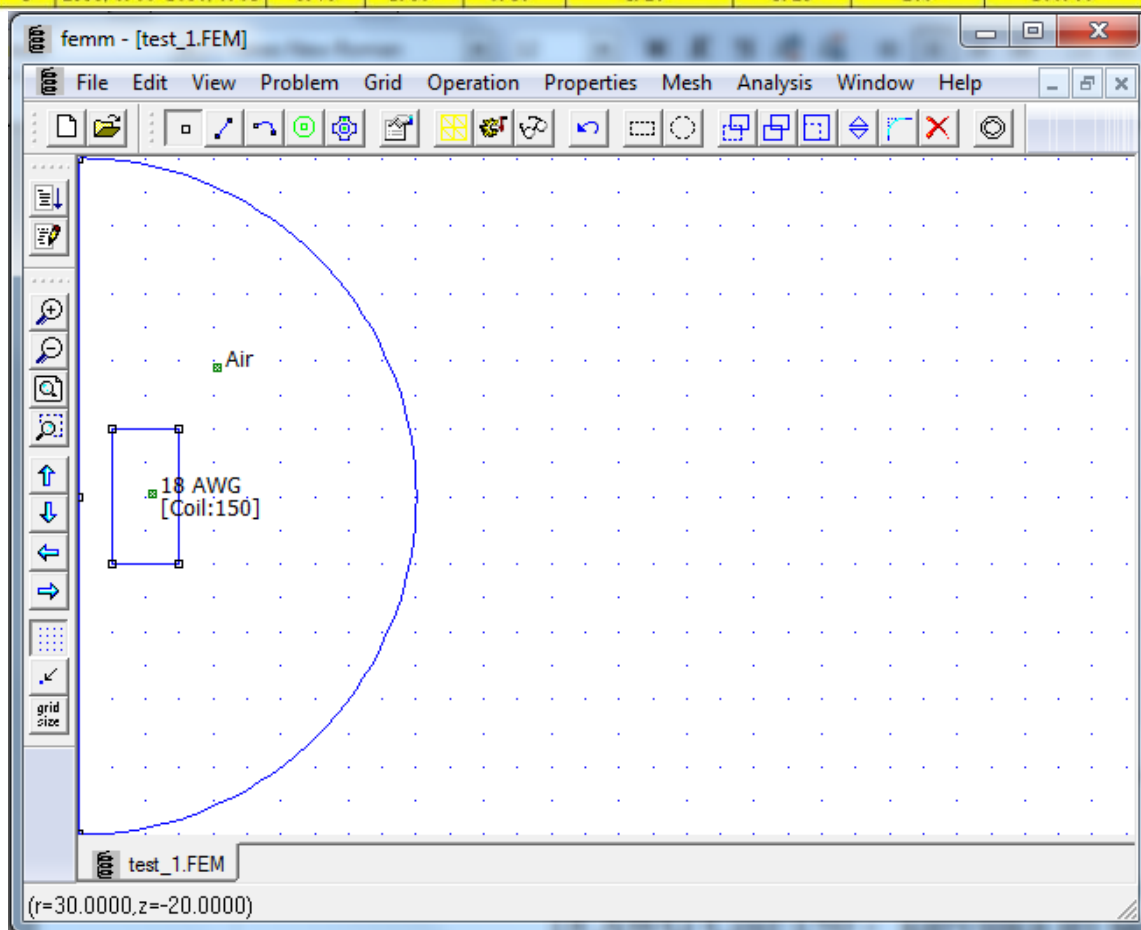 femm - [test_1.FEM]
File Edit View Problem Grid Operation Properties Mesh Analysis Window Help
Air
18 AWG
[Coil:150]
grid
size
test_1.FEM
(r=30.0000,z=-20.0000)